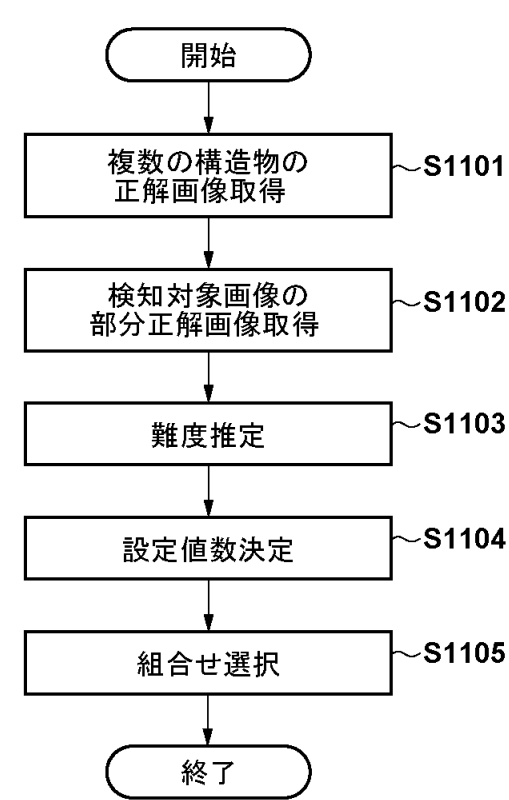 開始
複数の構造物の
正解画像取得
S1101
検知対象画像の
部分正解画像取得
S1102
難度推定
S1103
設定値数決定
S1104
組合せ選択
S1105
終了